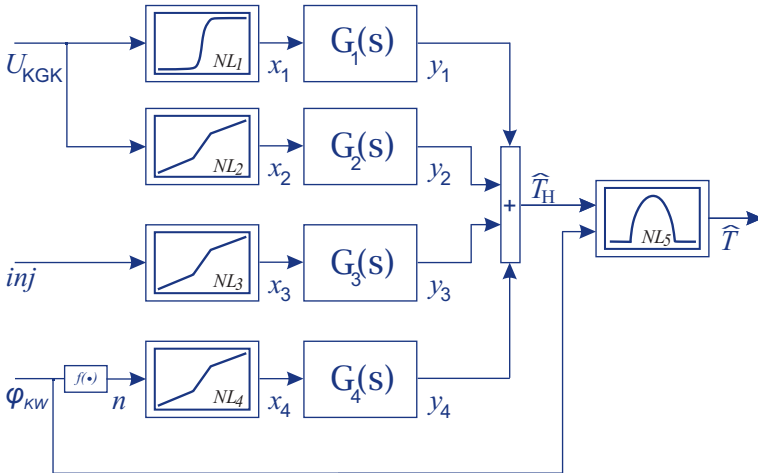 U_KGK
NL₁
x₁
G₁(s)
y₁
NL₂
x₂
G₂(s)
y₂
+
T̂_H
NL₅
T̂
inj
NL₃
x₃
G₃(s)
y₃
φ_KW
f(•)
n
NL₄
x₄
G₄(s)
y₄